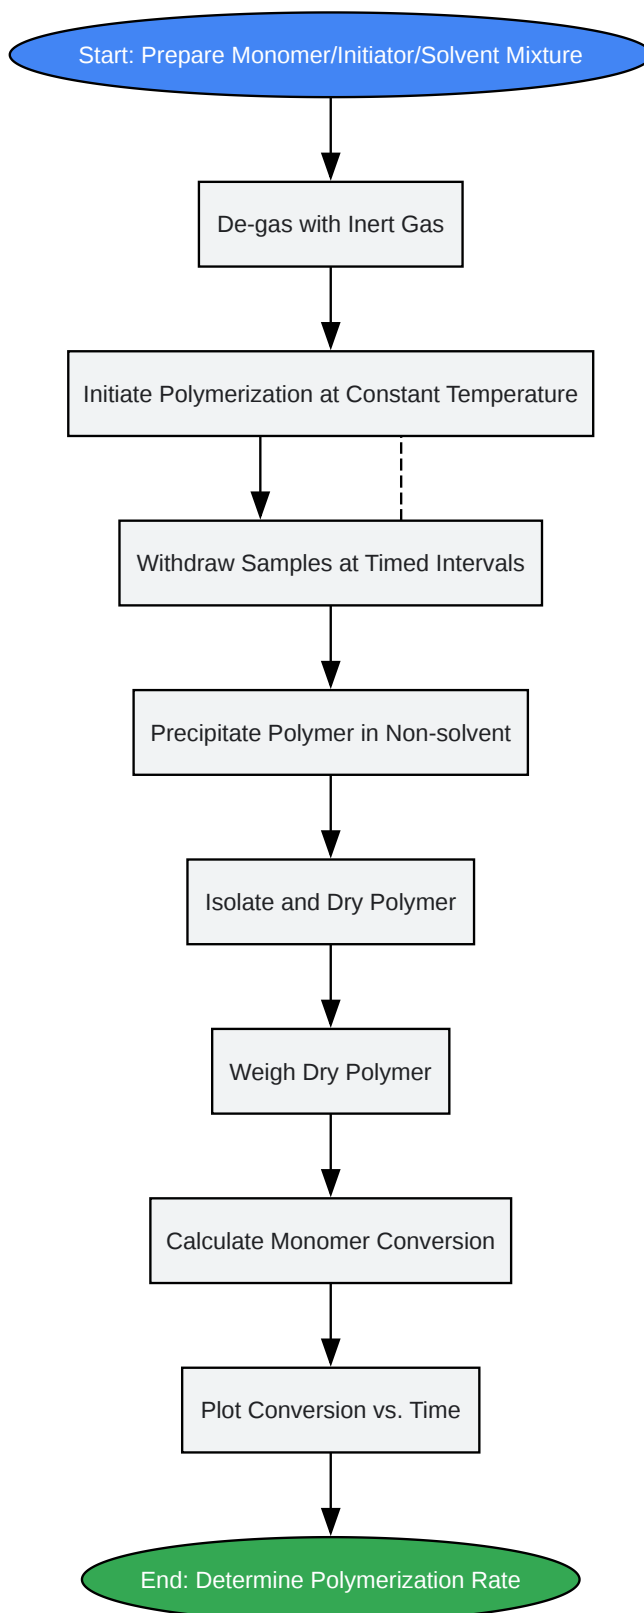 Start: Prepare Monomer/Initiator/Solvent Mixture
De-gas with Inert Gas
Initiate Polymerization at Constant Temperature
Withdraw Samples at Timed Intervals
Precipitate Polymer in Non-solvent
Isolate and Dry Polymer
Weigh Dry Polymer
Calculate Monomer Conversion
Plot Conversion vs. Time
End: Determine Polymerization Rate